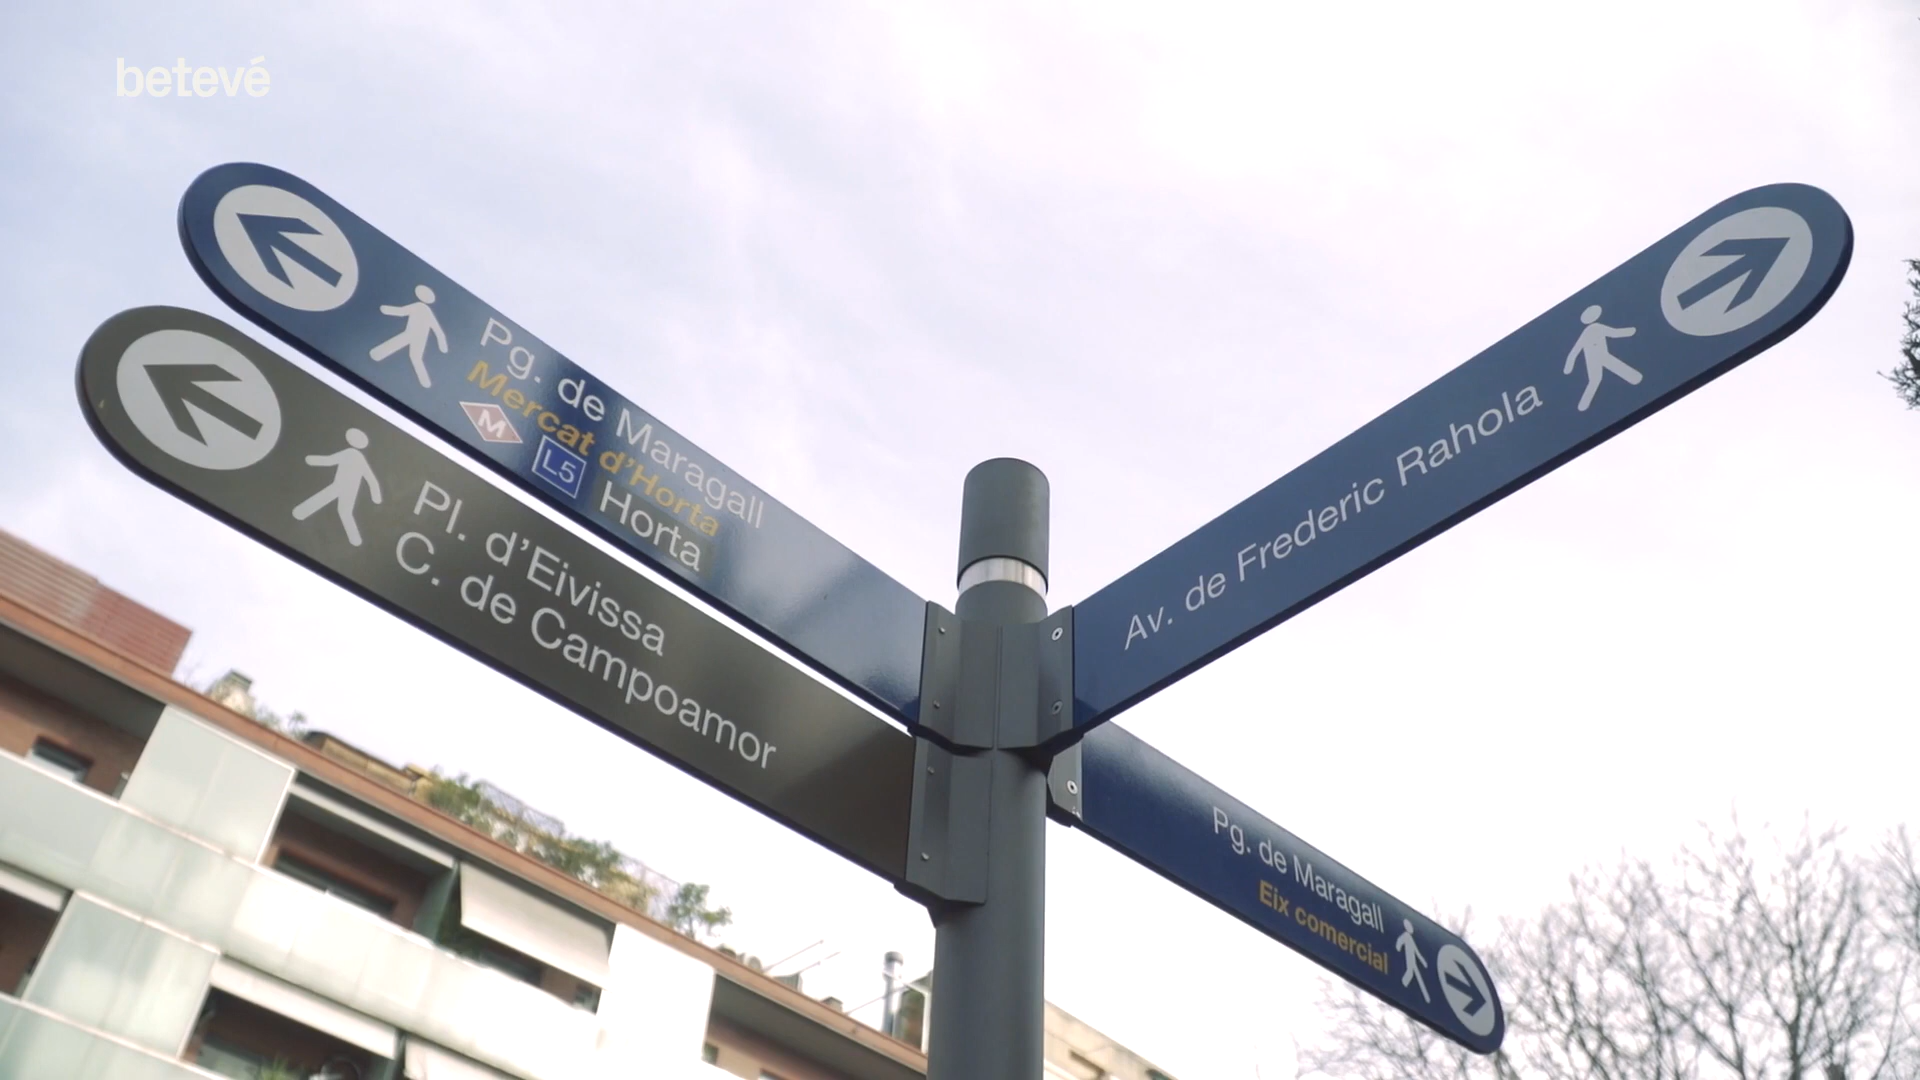 betevé
Pg. de Maragall
Mercat d'Horta
M L5 Horta
Pl. d'Eivissa
C. de Campoamor
Av. de Frederic Rahola
Pg. de Maragall
Eix comercial